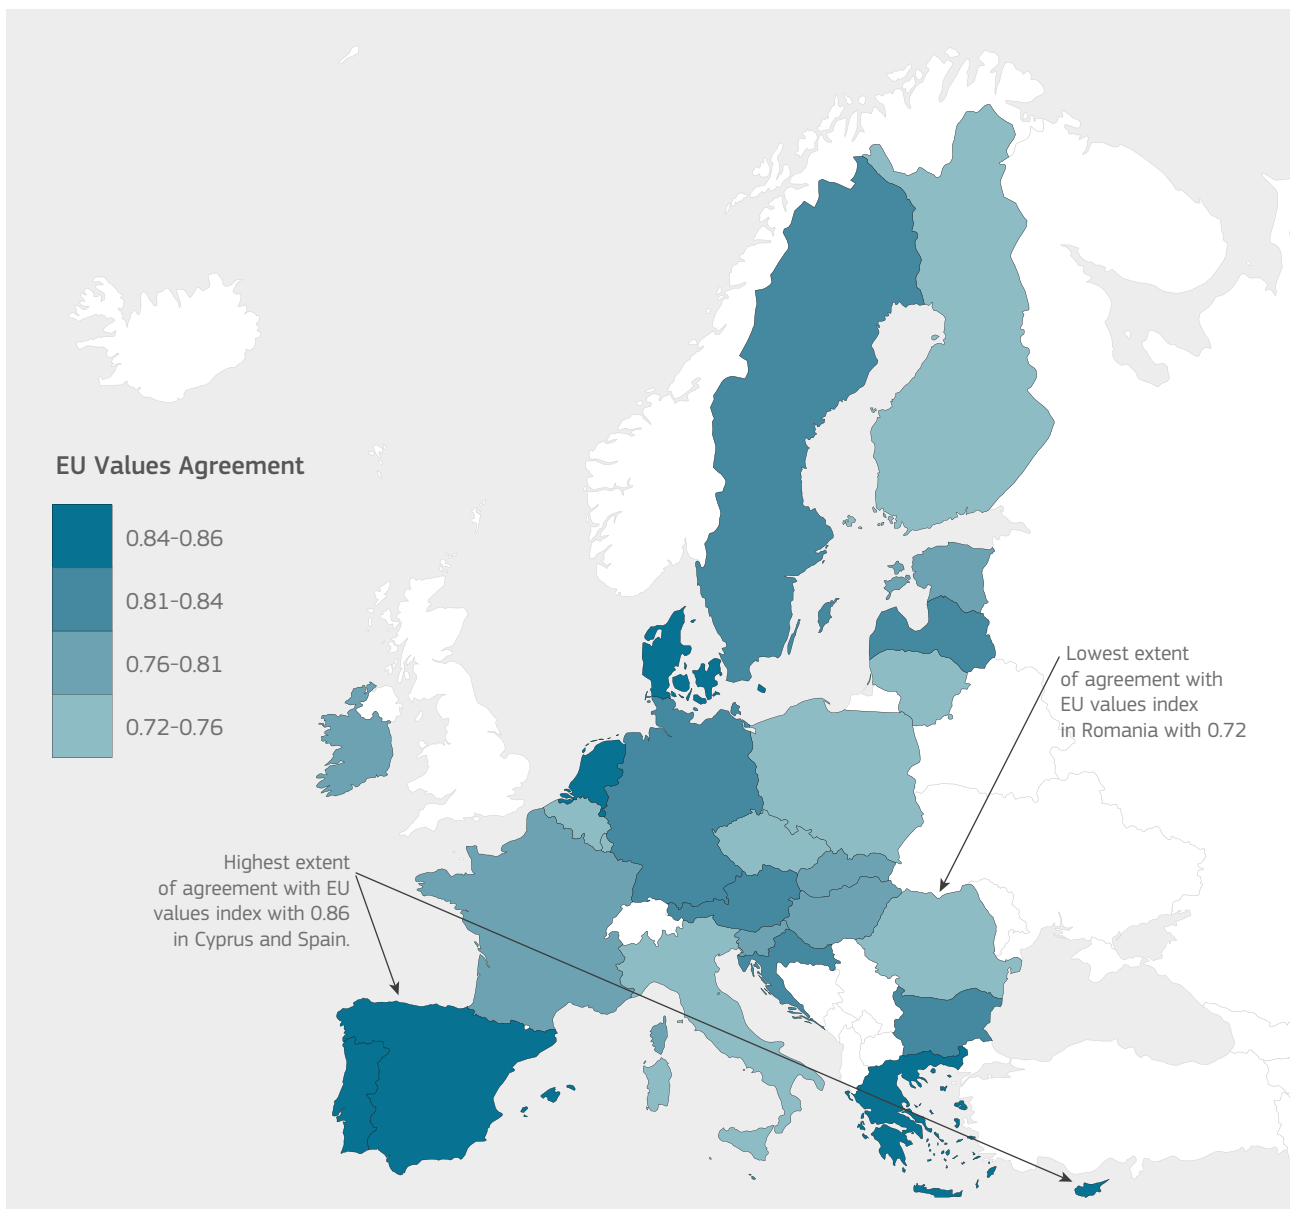 EU Values Agreement
0.84-0.86
0.81-0.84
0.76-0.81
0.72-0.76
Lowest extent
of agreement with
EU values index
in Romania with 0.72
Highest extent
of agreement with EU
values index with 0.86
in Cyprus and Spain.